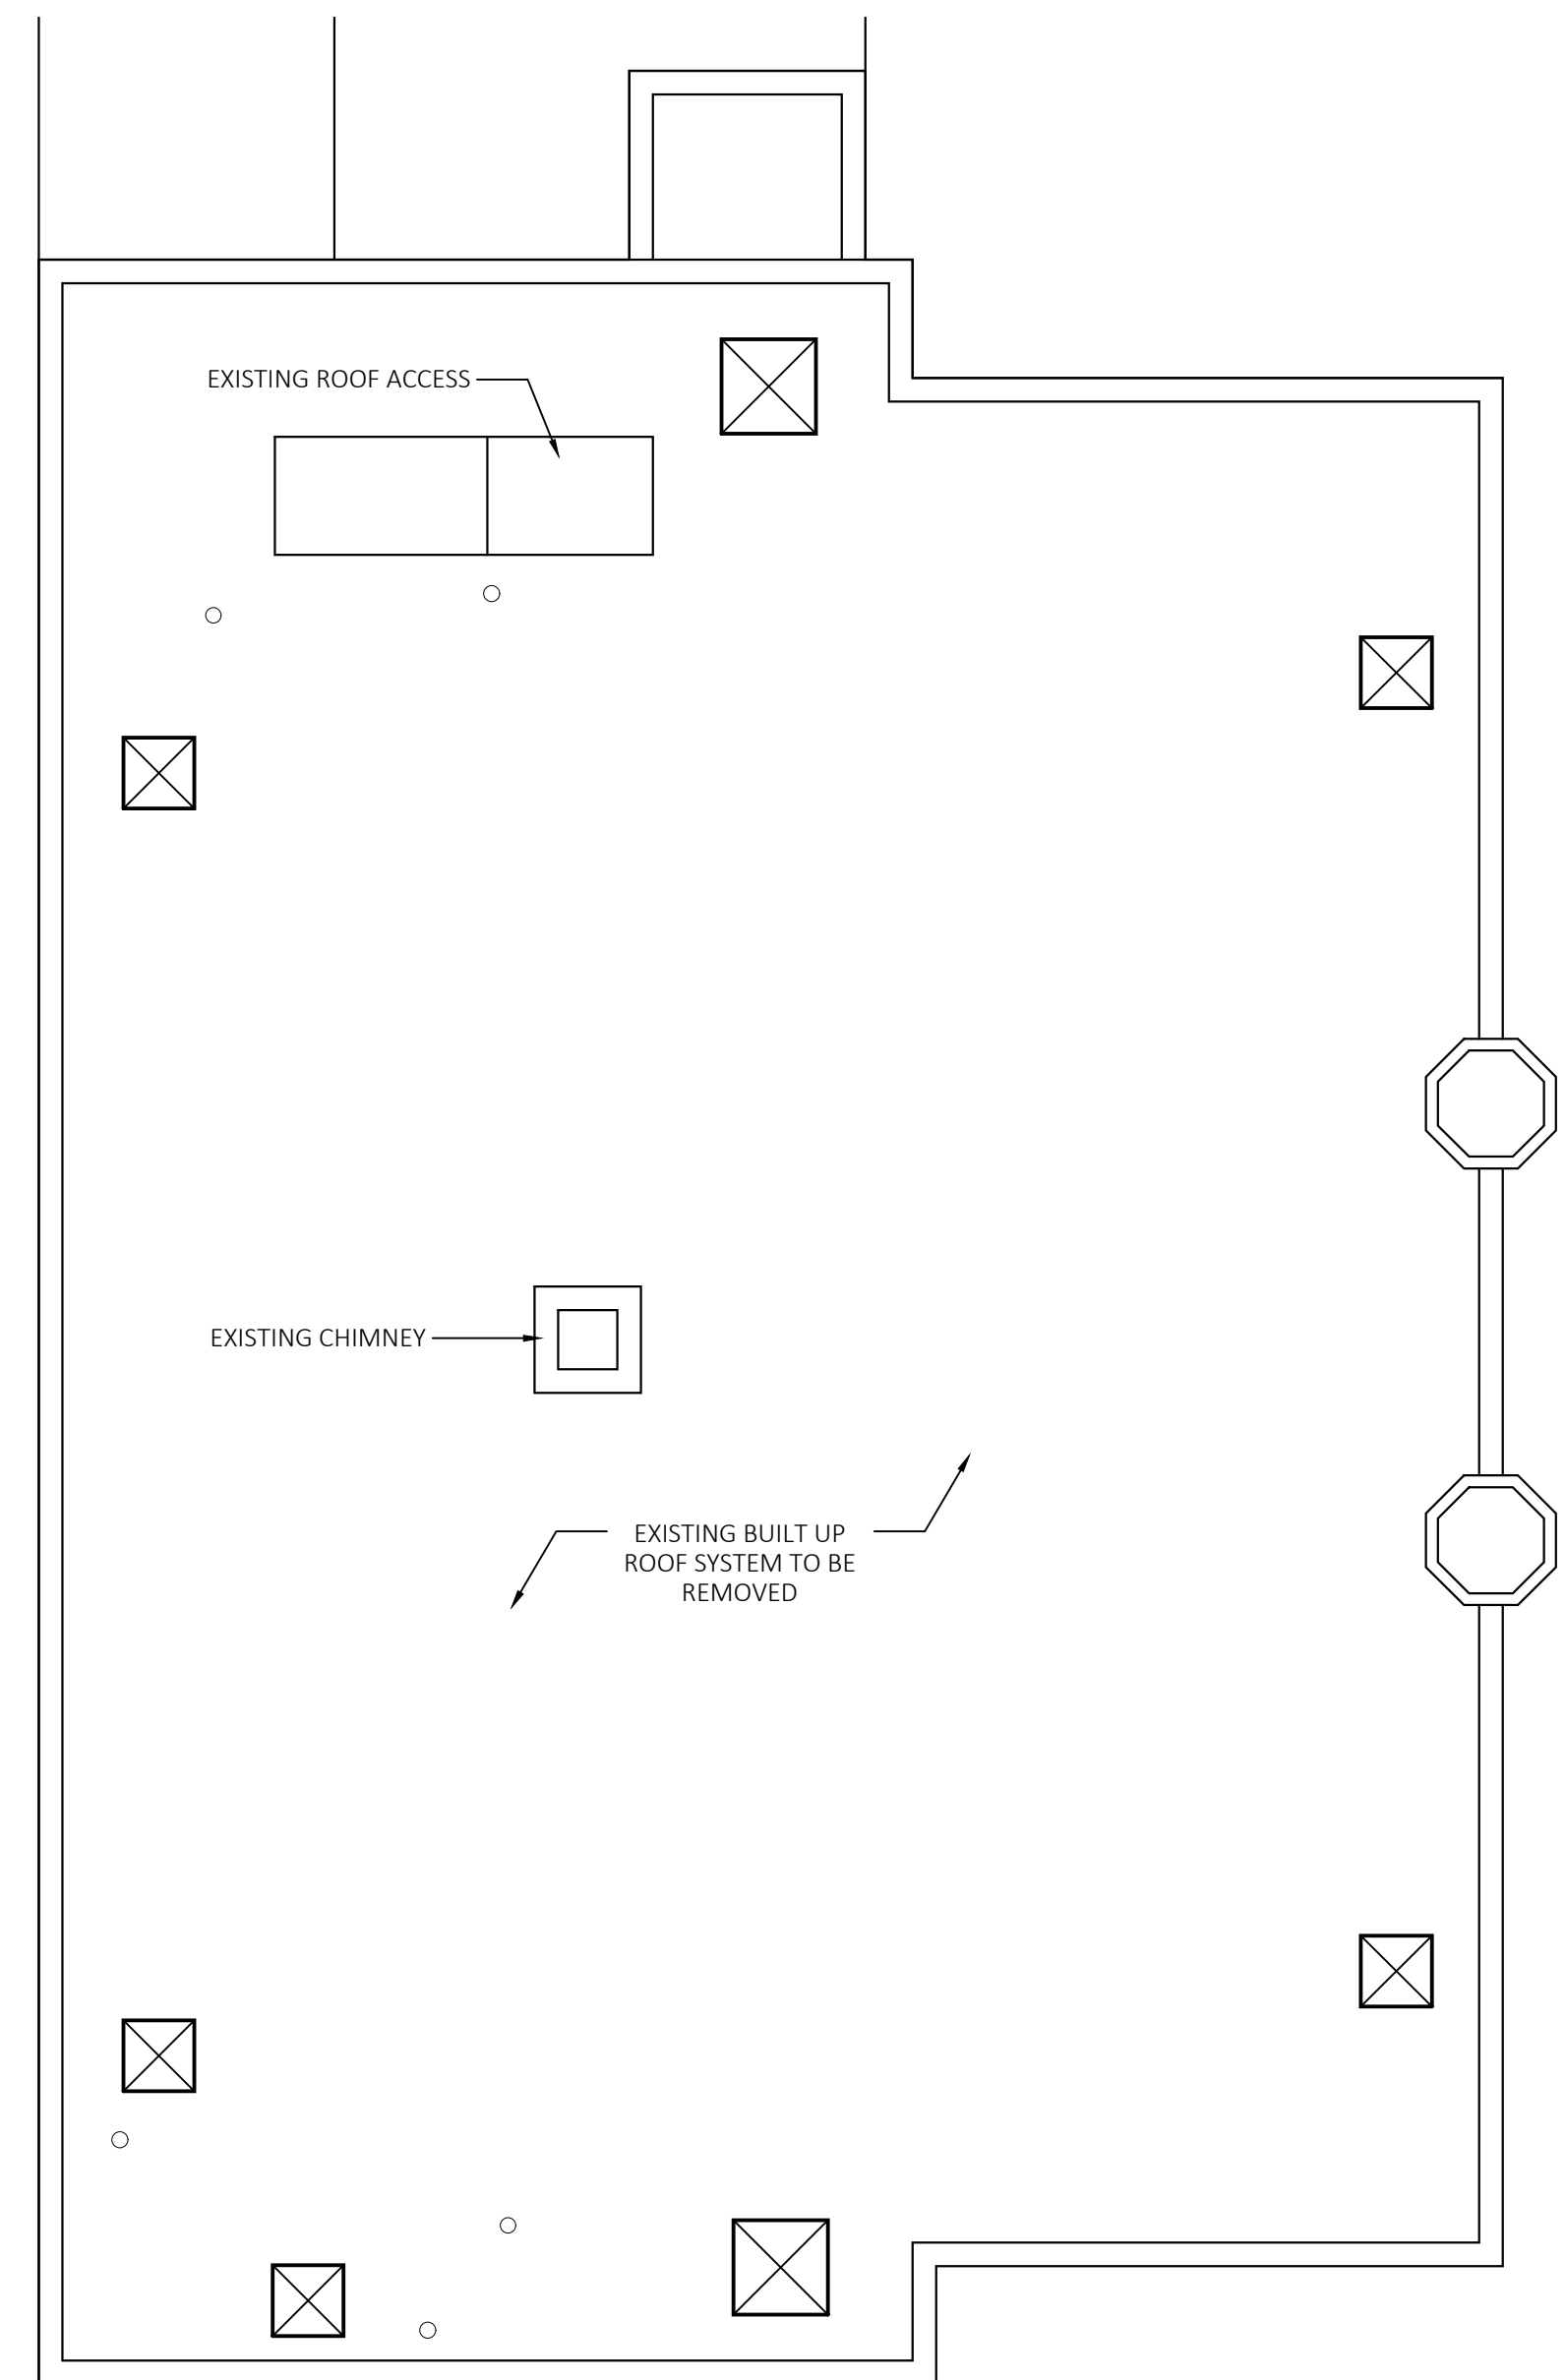 EXISTING ROOF ACCESS
EXISTING CHIMNEY
EXISTING BUILT UP
ROOF SYSTEM TO BE
REMOVED